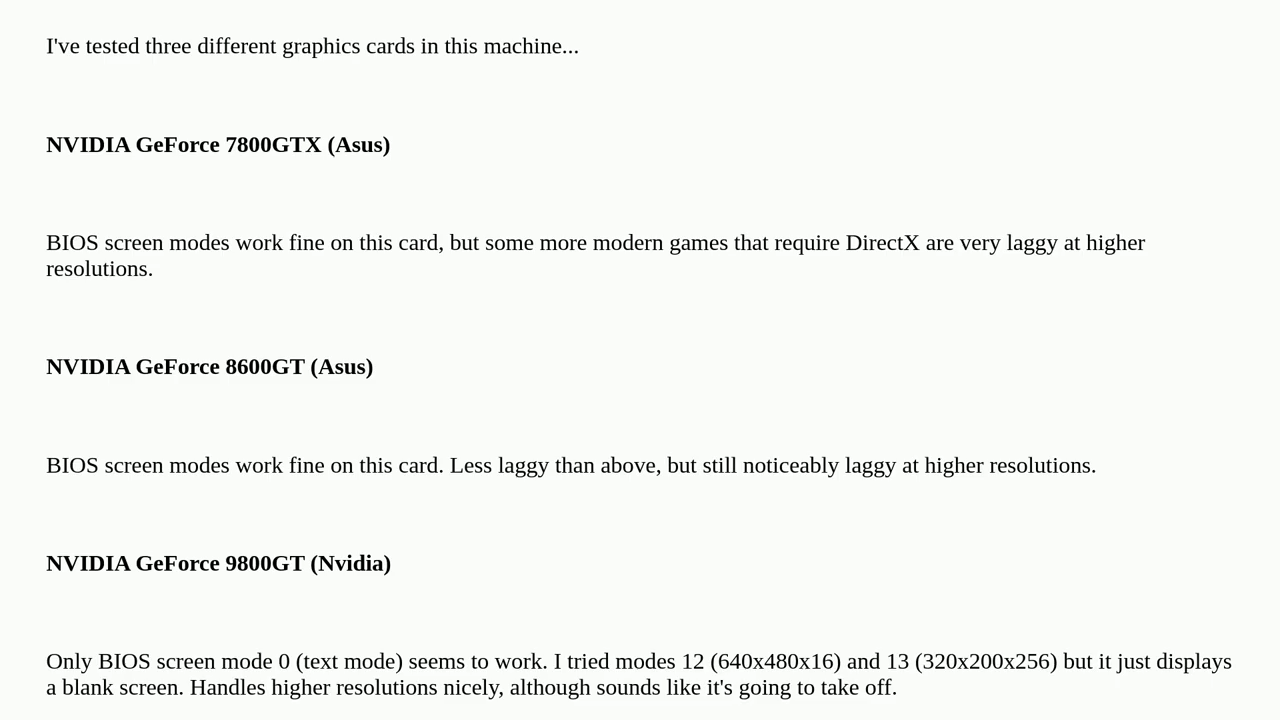 I've tested three different graphics cards in this machine...
NVIDIA GeForce 7800GTX (Asus)
BIOS screen modes work fine on this card, but some more modern games that require DirectX are very laggy at higher
resolutions.
NVIDIA GeForce 8600GT (Asus)
BIOS screen modes work fine on this card. Less laggy than above, but still noticeably laggy at higher resolutions.
NVIDIA GeForce 9800GT (Nvidia)
Only BIOS screen mode 0 (text mode) seems to work. I tried modes 12 (640x480x16) and 13 (320x200x256) but it just displays
a blank screen. Handles higher resolutions nicely, although sounds like it's going to take off.